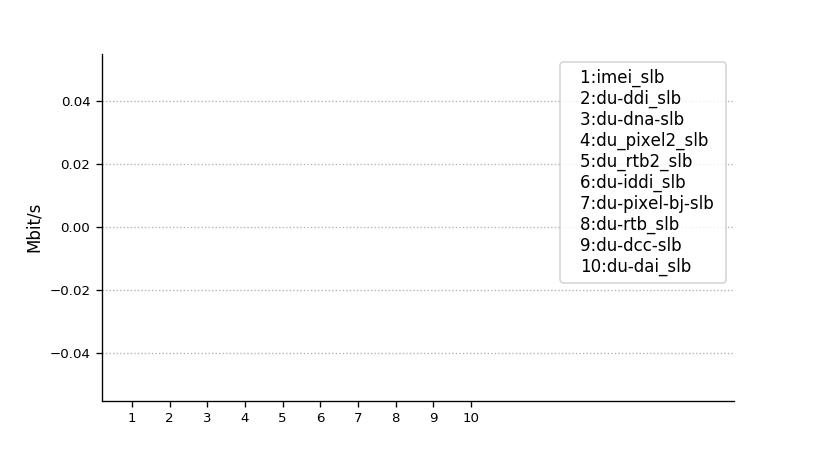 1:imei_slb
2:du-ddi_slb
3:du-dna-slb
4:du_pixel2_slb
5:du_rtb2_slb
6:du-iddi_slb
7:du-pixel-bj-slb
8:du-rtb_slb
9:du-dcc-slb
10:du-dai_slb
0.04
0.02
0.00
−0.02
−0.04
Mbit/s
1 2 3 4 5 6 7 8 9 10